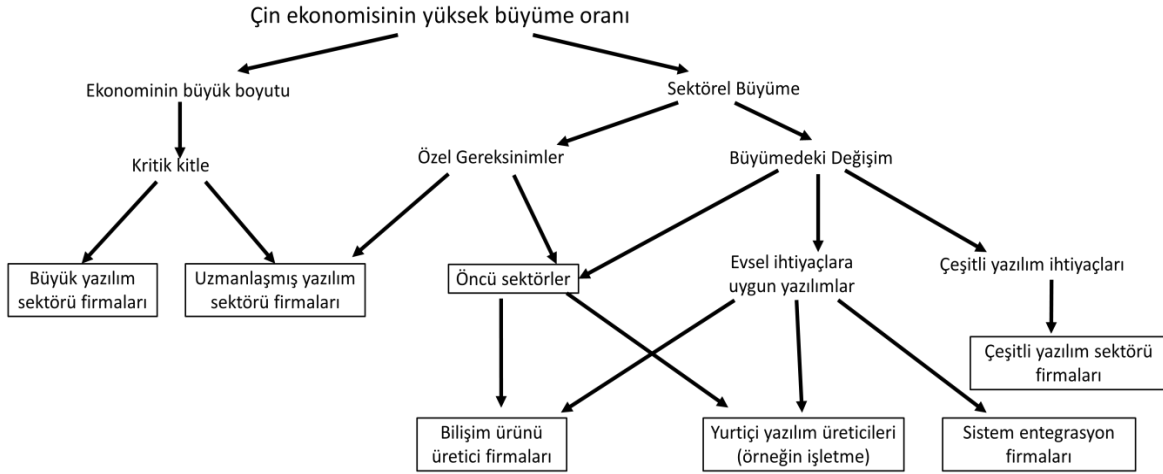 Çin ekonomisinin yüksek büyüme oranı
Ekonominin büyük boyutu
Sektörel Büyüme
Kritik kitle
Özel Gereksinimler
Büyümedeki Değişim
Büyük yazılım
sektörü firmaları
Uzmanlaşmış yazılım
sektörü firmaları
Öncü sektörler
Evsel ihtiyaçlara
uygun yazılımlar
Çeşitli yazılım ihtiyaçları
Çeşitli yazılım sektörü
firmaları
Bilişim ürünü
üretici firmaları
Yurtiçi yazılım üreticileri
(örneğin işletme)
Sistem entegrasyon
firmaları